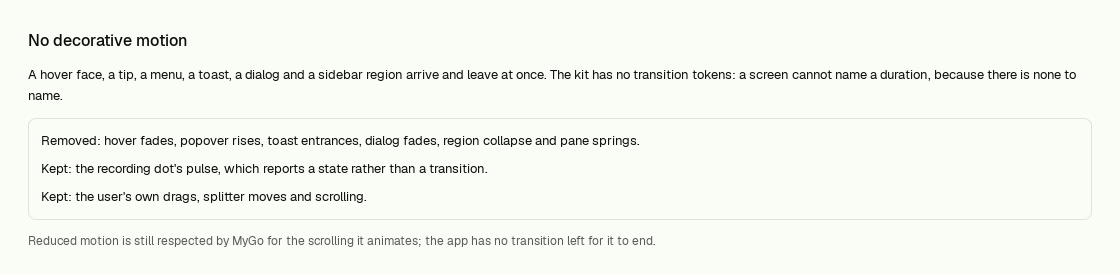 No decorative motion
A hover face, a tip, a menu, a toast, a dialog and a sidebar region arrive and leave at once. The kit has no transition tokens: a screen cannot name a duration, because there is none to
name.
Removed: hover fades, popover rises, toast entrances, dialog fades, region collapse and pane springs.
Kept: the recording dot's pulse, which reports a state rather than a transition.
Kept: the user's own drags, splitter moves and scrolling.
Reduced motion is still respected by MyGo for the scrolling it animates; the app has no transition left for it to end.